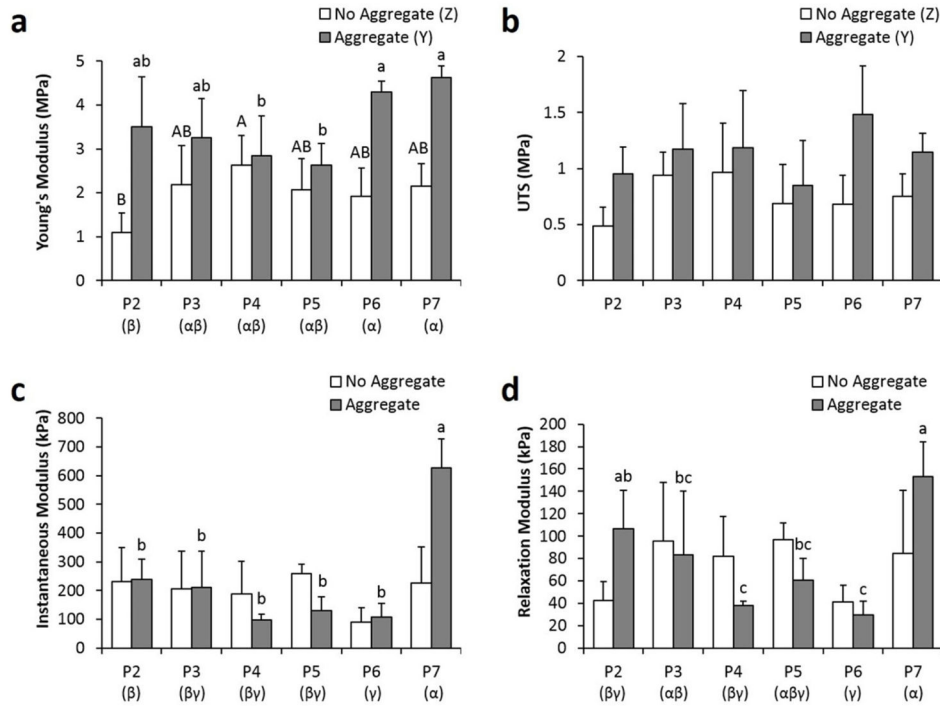 a
No Aggregate (Z)
Aggregate (Y)
Young's Modulus (MPa)
5
4
3
2
1
0
B ab AB ab A b AB b AB a AB a
P2 P3 P4 P5 P6 P7
(β) (αβ) (αβ) (αβ) (α) (α)
b
No Aggregate (Z)
Aggregate (Y)
UTS (MPa)
2
1.5
1
0.5
0
P2 P3 P4 P5 P6 P7
c
No Aggregate
Aggregate
Instantaneous Modulus (kPa)
800
700
600
500
400
300
200
100
0
b b b b b a
P2 P3 P4 P5 P6 P7
(β) (βγ) (βγ) (βγ) (γ) (α)
d
No Aggregate
Aggregate
Relaxation Modulus (kPa)
200
180
160
140
120
100
80
60
40
20
0
ab bc c bc c a
P2 P3 P4 P5 P6 P7
(βγ) (αβ) (βγ) (αβγ) (γ) (α)